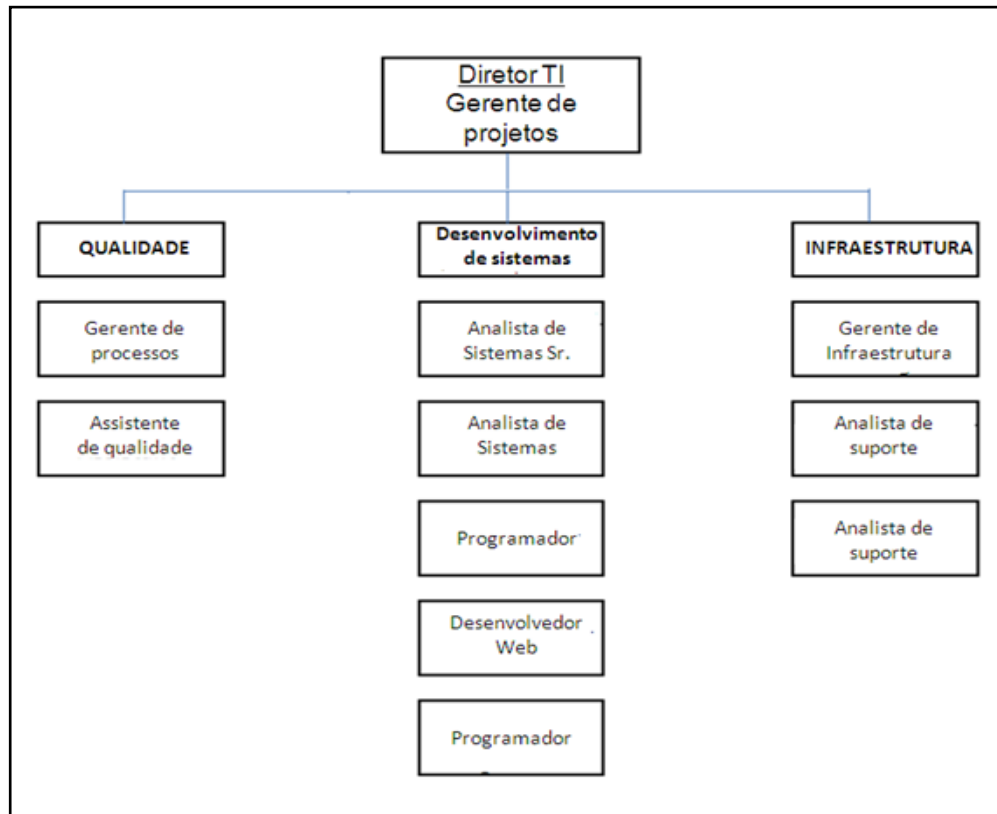 Diretor TI
Gerente de
projetos
QUALIDADE
Gerente de
processos
Assistente
de qualidade
Desenvolvimento
de sistemas
Analista de
Sistemas Sr.
Analista de
Sistemas
Programador
Desenvolvedor
Web
Programador
INFRAESTRUTURA
Gerente de
Infraestrutura
Analista de
suporte
Analista de
suporte